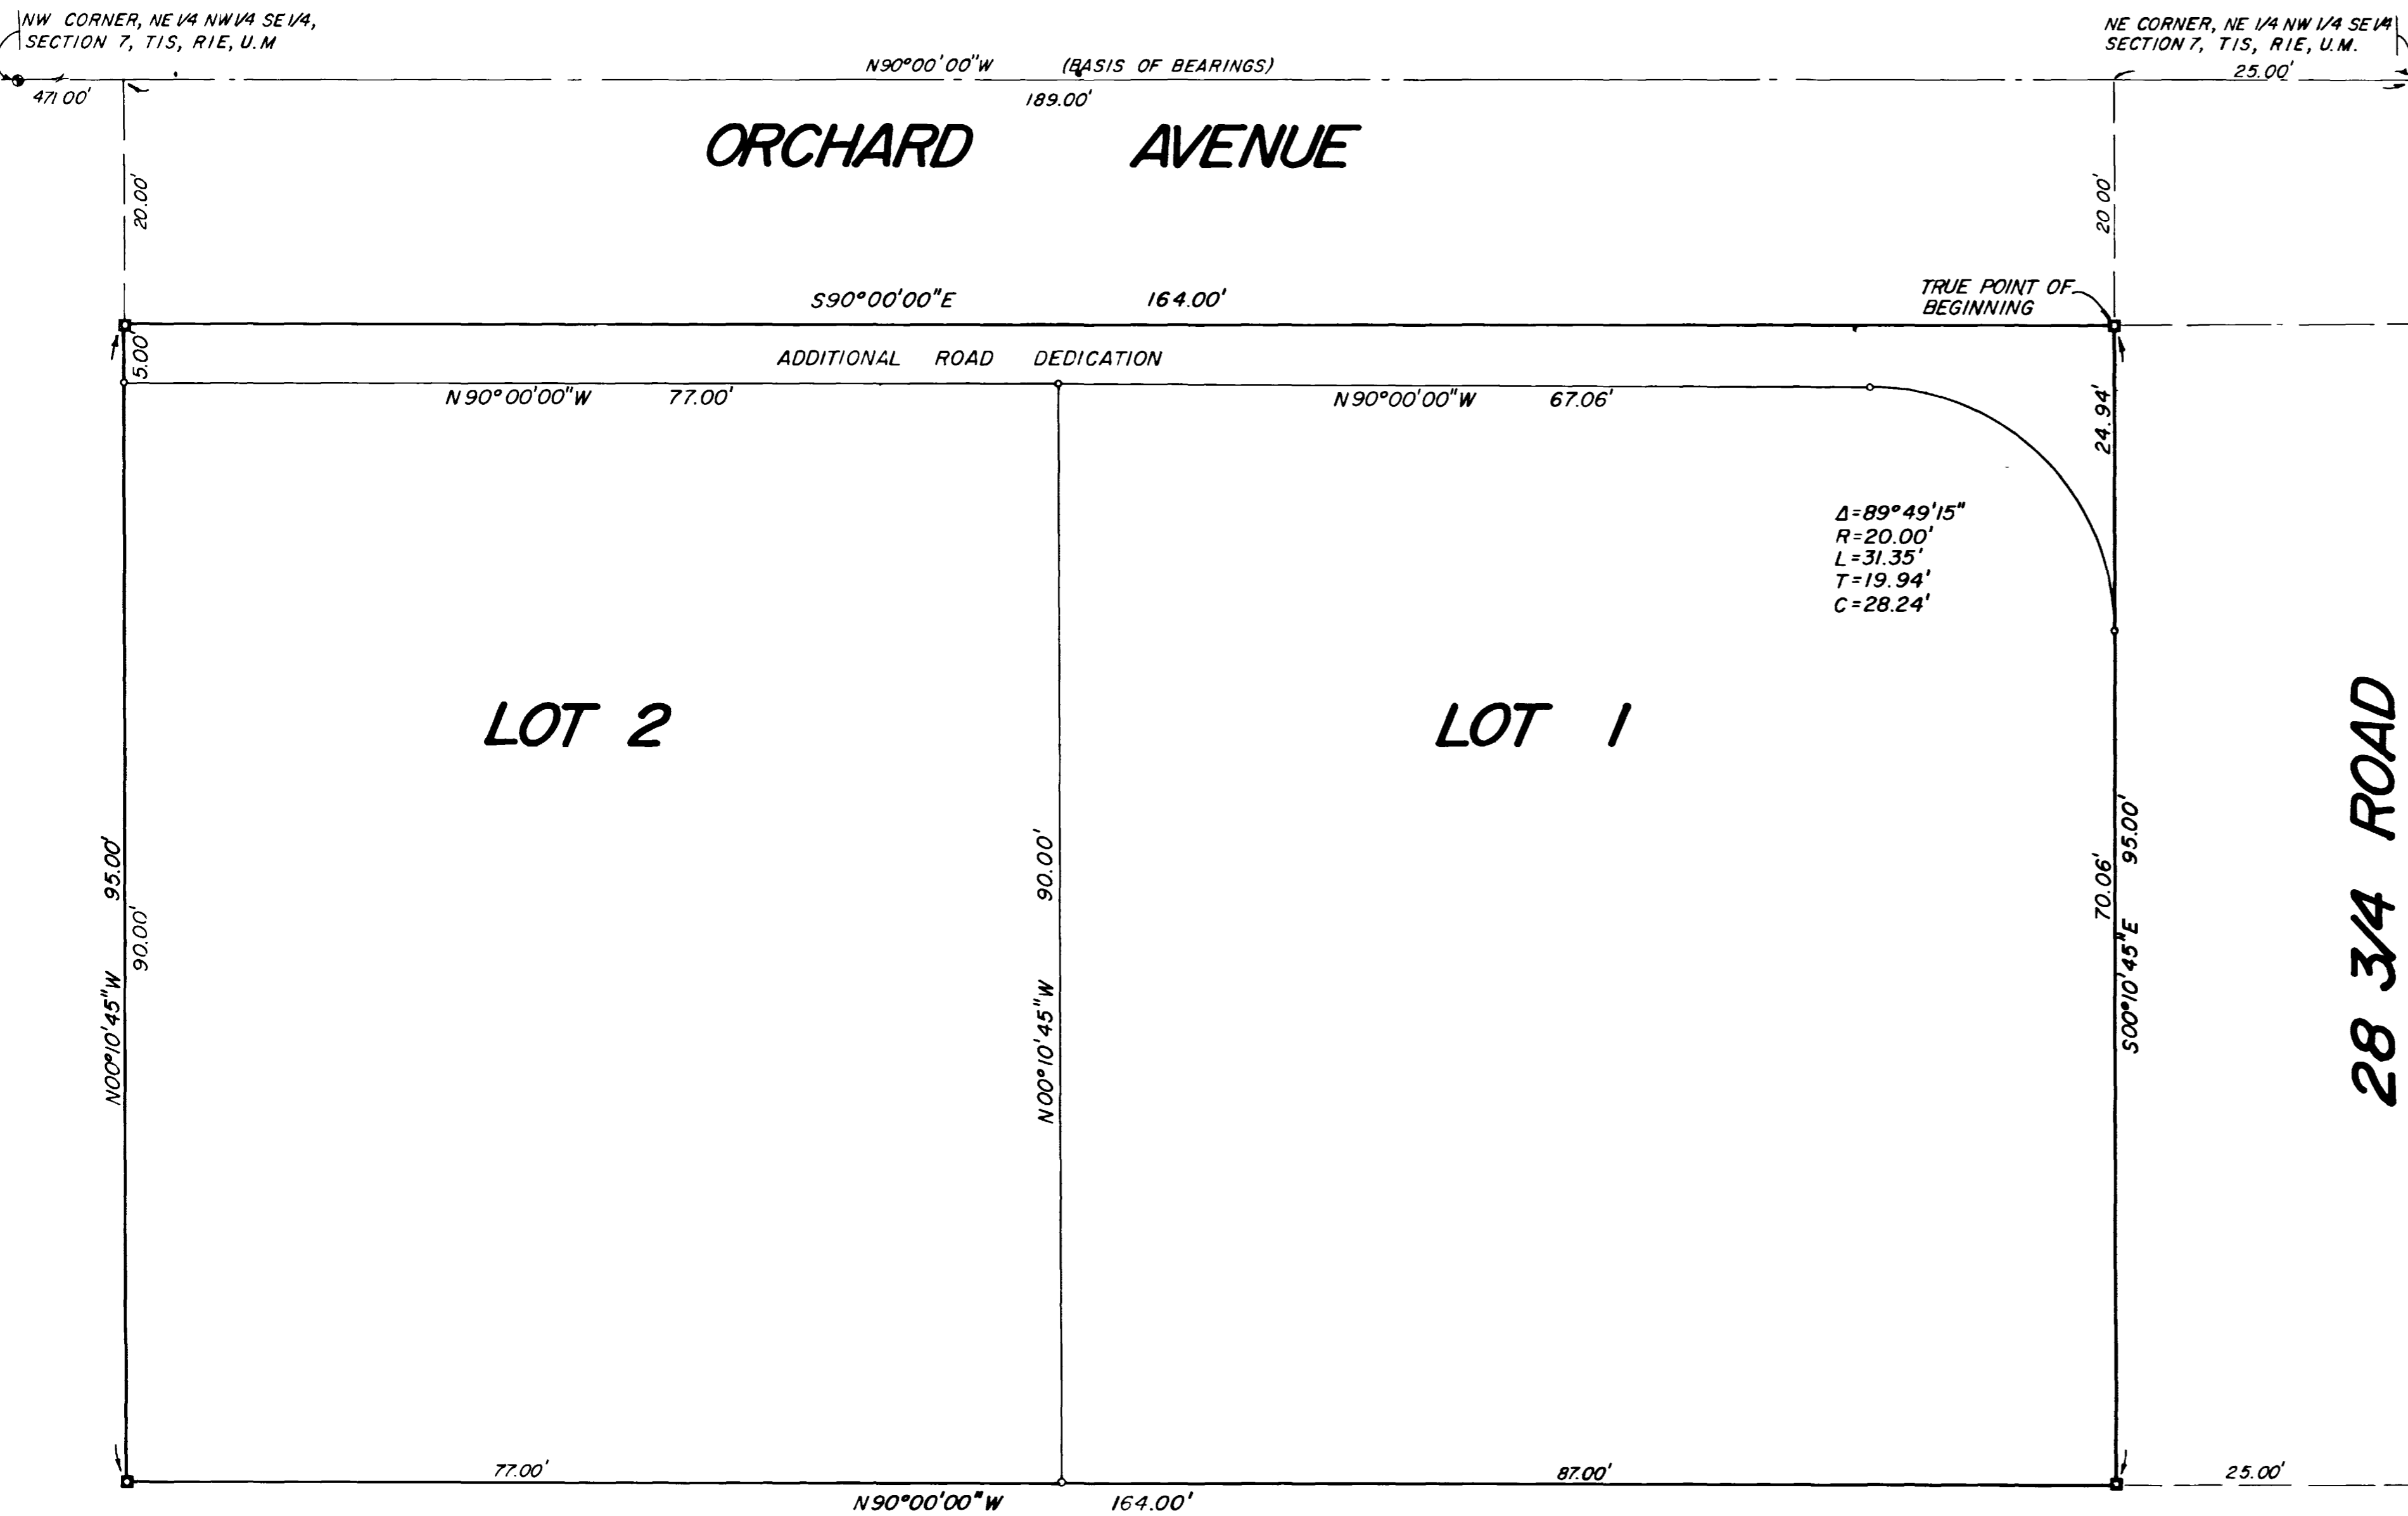 NW CORNER, NE 1/4 NW 1/4 SE 1/4,
SECTION 7, T1S, R1E, U.M
NE CORNER, NE 1/4 NW 1/4 SE 1/4
SECTION 7, T1S, R1E, U.M.
N90°00'00"W (BASIS OF BEARINGS)
25.00'
471.00'
189.00'
ORCHARD AVENUE
20.00'
20.00'
TRUE POINT OF
BEGINNING
S90°00'00"E 164.00'
5.00'
ADDITIONAL ROAD DEDICATION
N90°00'00"W 77.00'
N90°00'00"W 67.06'
24.94'
Δ=89°49'15"
R=20.00'
L=31.35'
T=19.94'
C=28.24'
LOT 2
LOT 1
N00°10'45"W 95.00'
90.00'
N00°10'45"W 90.00'
70.06'
S00°10'45"E 95.00'
28 3/4 ROAD
77.00'
87.00'
25.00'
N90°00'00"W 164.00'